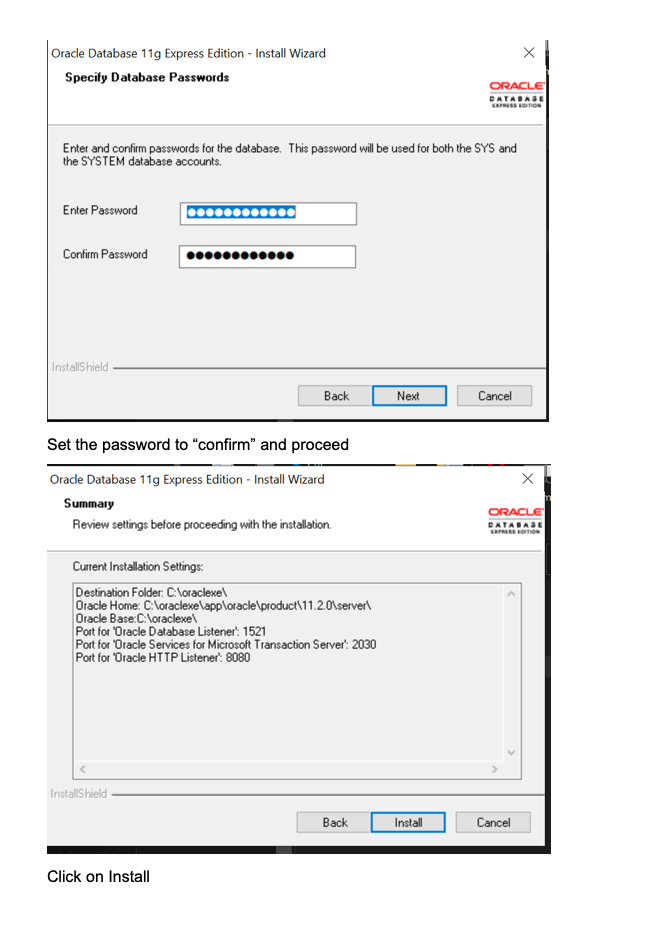 Oracle Database 11g Express Edition - Install Wizard
Specify Database Passwords
ORACLE
DATABASE
EXPRESS EDITION
Enter and confirm passwords for the database. This password will be used for both the SYS and
the SYSTEM database accounts.
Enter Password
Confirm Password
InstallShield
Back Next Cancel
Set the password to “confirm” and proceed
Oracle Database 11g Express Edition - Install Wizard
Summary
Review settings before proceeding with the installation.
ORACLE
DATABASE
EXPRESS EDITION
Current Installation Settings:
Destination Folder: C:\oraclexe\
Oracle Home: C:\oraclexe\app\oracle\product\11.2.0\server\
Oracle Base:C:\oraclexe\
Port for 'Oracle Database Listener': 1521
Port for 'Oracle Services for Microsoft Transaction Server': 2030
Port for 'Oracle HTTP Listener': 8080
InstallShield
Back Install Cancel
Click on Install